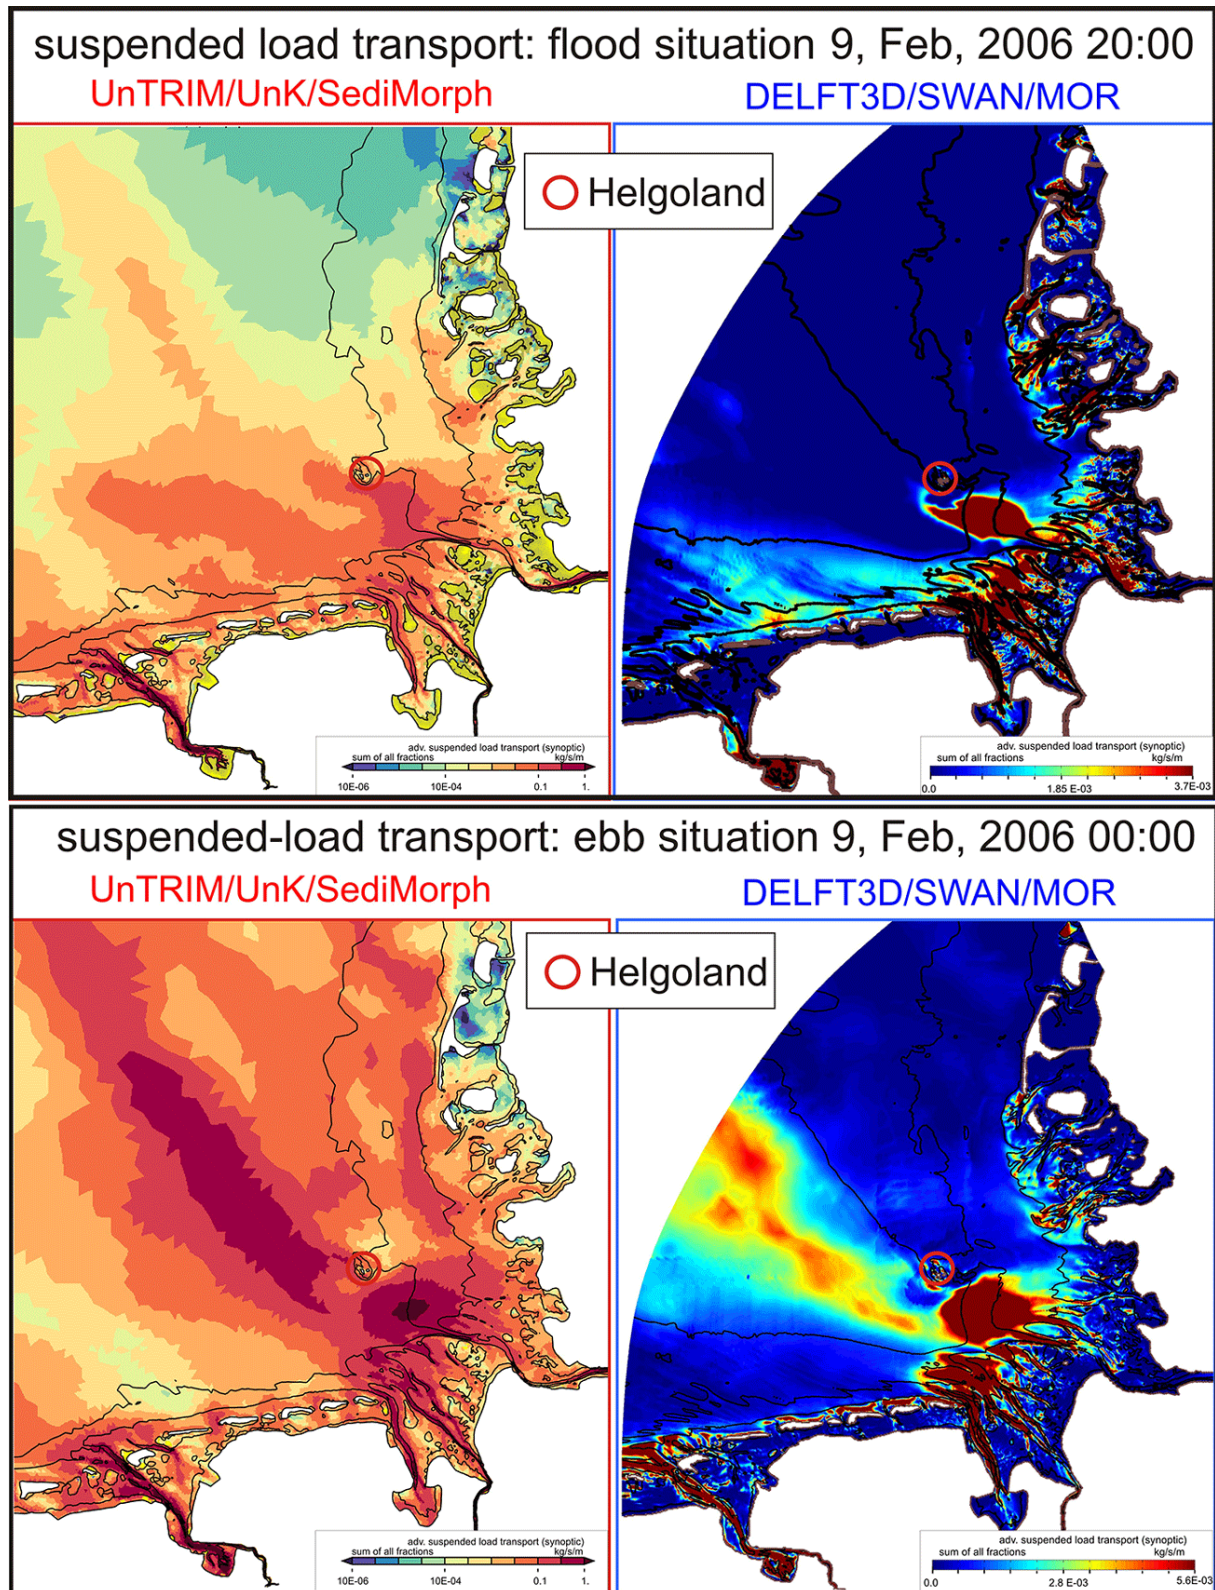 suspended load transport: flood situation 9, Feb, 2006 20:00
UnTRIM/UnK/SediMorph
DELFT3D/SWAN/MOR
Helgoland
adv. suspended load transport (synoptic)
sum of all fractions kg/s/m
10E-06 10E-04 0.1 1.
adv. suspended load transport (synoptic)
sum of all fractions kg/s/m
0.0 1.85 E-03 3.7E-03
suspended-load transport: ebb situation 9, Feb, 2006 00:00
UnTRIM/UnK/SediMorph
DELFT3D/SWAN/MOR
Helgoland
adv. suspended load transport (synoptic)
sum of all fractions kg/s/m
10E-06 10E-04 0.1 1.
adv. suspended load transport (synoptic)
sum of all fractions kg/s/m
0.0 2.8 E-03 5.6E-03